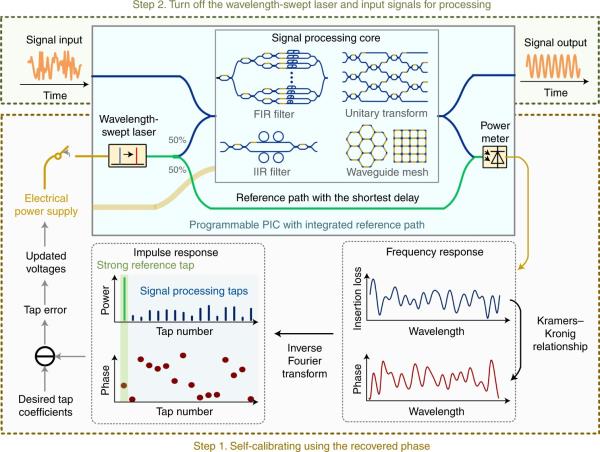 Step 2. Turn off the wavelength-swept laser and input signals for processing
Signal input
Time
Signal processing core
FIR filter
Unitary transform
IIR filter
Waveguide mesh
Signal output
Time
Wavelength-
swept laser
50%
50%
Power
meter
Reference path with the shortest delay
Programmable PIC with integrated reference path
Electrical
power supply
Updated
voltages
Tap error
Desired tap
coefficients
Impulse response
Strong reference tap
Signal processing taps
Power
Tap number
Phase
Tap number
Inverse
Fourier
transform
Frequency response
Insertion loss
Wavelength
Phase
Wavelength
Kramers–
Kronig
relationship
Step 1. Self-calibrating using the recovered phase